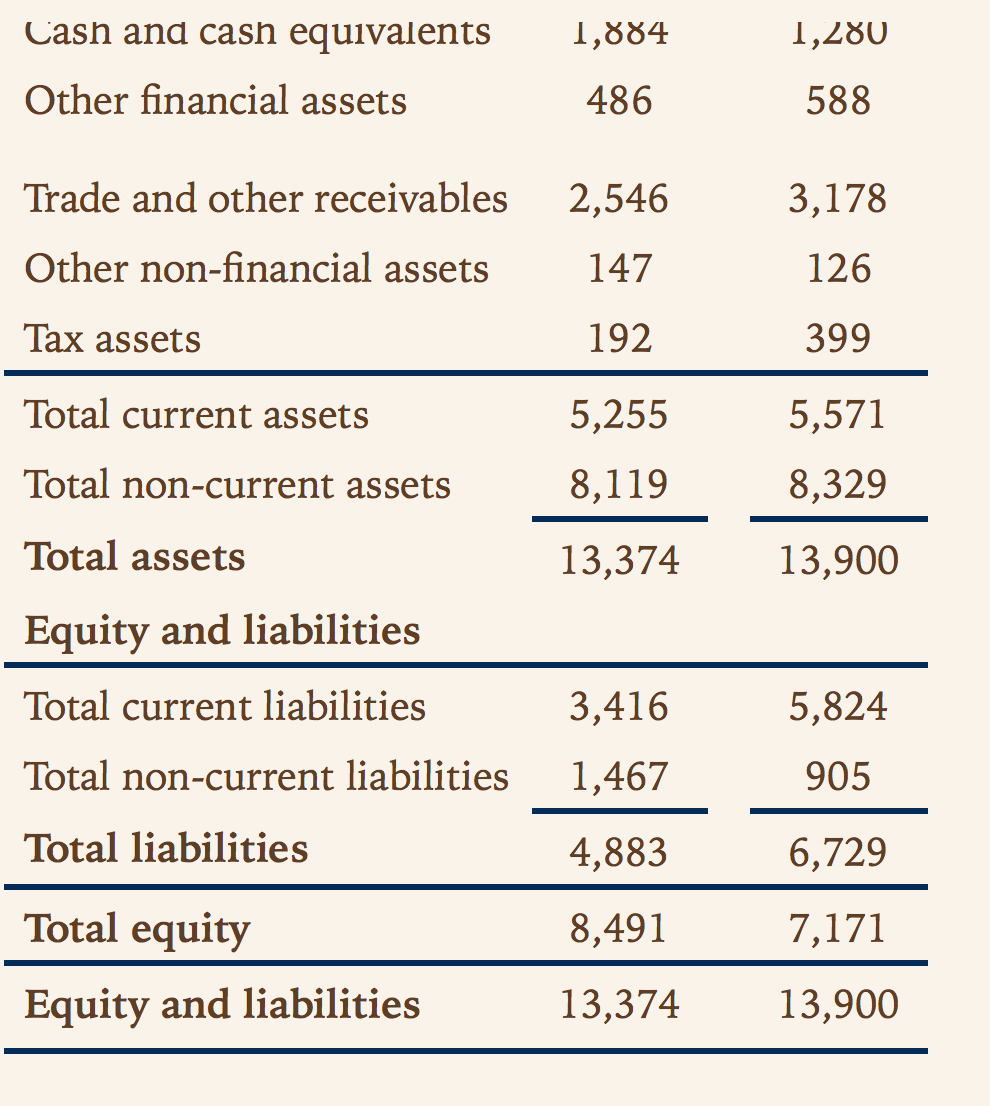 Cash and cash equivalents 1,884 1,280
Other financial assets 486 588
Trade and other receivables 2,546 3,178
Other non-financial assets 147 126
Tax assets 192 399
Total current assets 5,255 5,571
Total non-current assets 8,119 8,329
Total assets 13,374 13,900
Equity and liabilities
Total current liabilities 3,416 5,824
Total non-current liabilities 1,467 905
Total liabilities 4,883 6,729
Total equity 8,491 7,171
Equity and liabilities 13,374 13,900